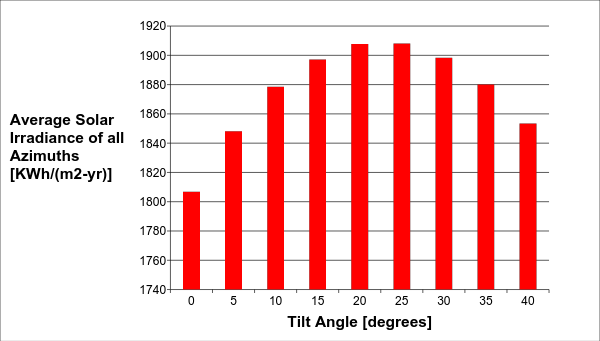 1920
1900
1880
1860
1840
1820
1800
1780
1760
1740
Average Solar
Irradiance of all
Azimuths
[KWh/(m2-yr)]
0 5 10 15 20 25 30 35 40
Tilt Angle [degrees]